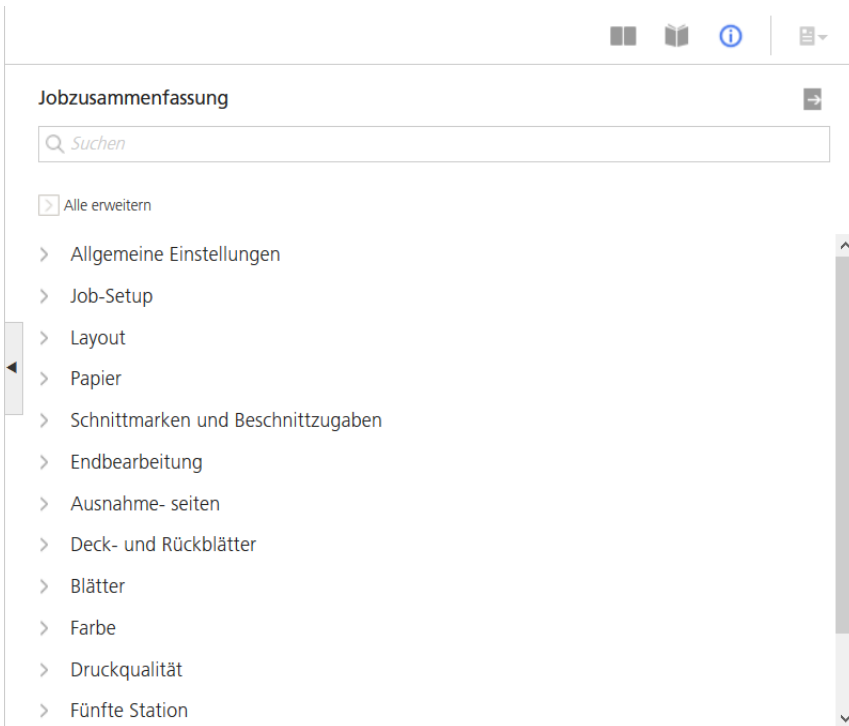 Jobzusammenfassung
Suchen
Alle erweitern
Allgemeine Einstellungen
Job-Setup
Layout
Papier
Schnittmarken und Beschnittzugaben
Endbearbeitung
Ausnahme- seiten
Deck- und Rückblätter
Blätter
Farbe
Druckqualität
Fünfte Station